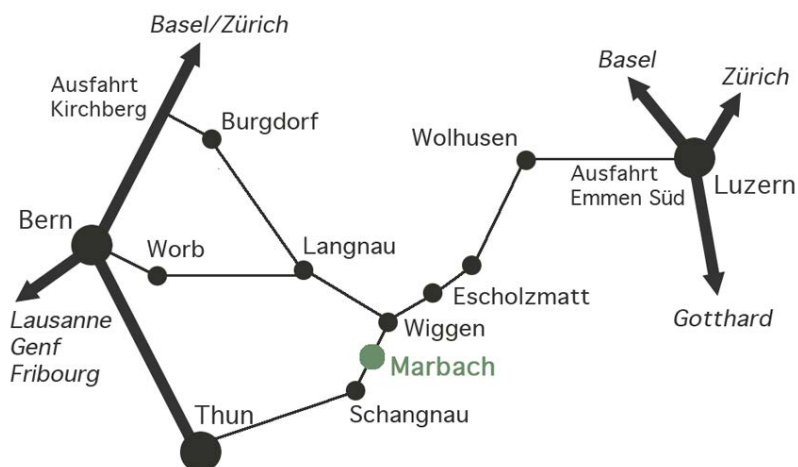 Basel/Zürich
Ausfahrt
Kirchberg
Burgdorf
Bern
Worb
Langnau
Lausanne
Genf
Fribourg
Thun
Wolhusen
Basel
Zürich
Ausfahrt
Emmen Süd
Luzern
Escholzmatt
Wiggen
Marbach
Schangnau
Gotthard